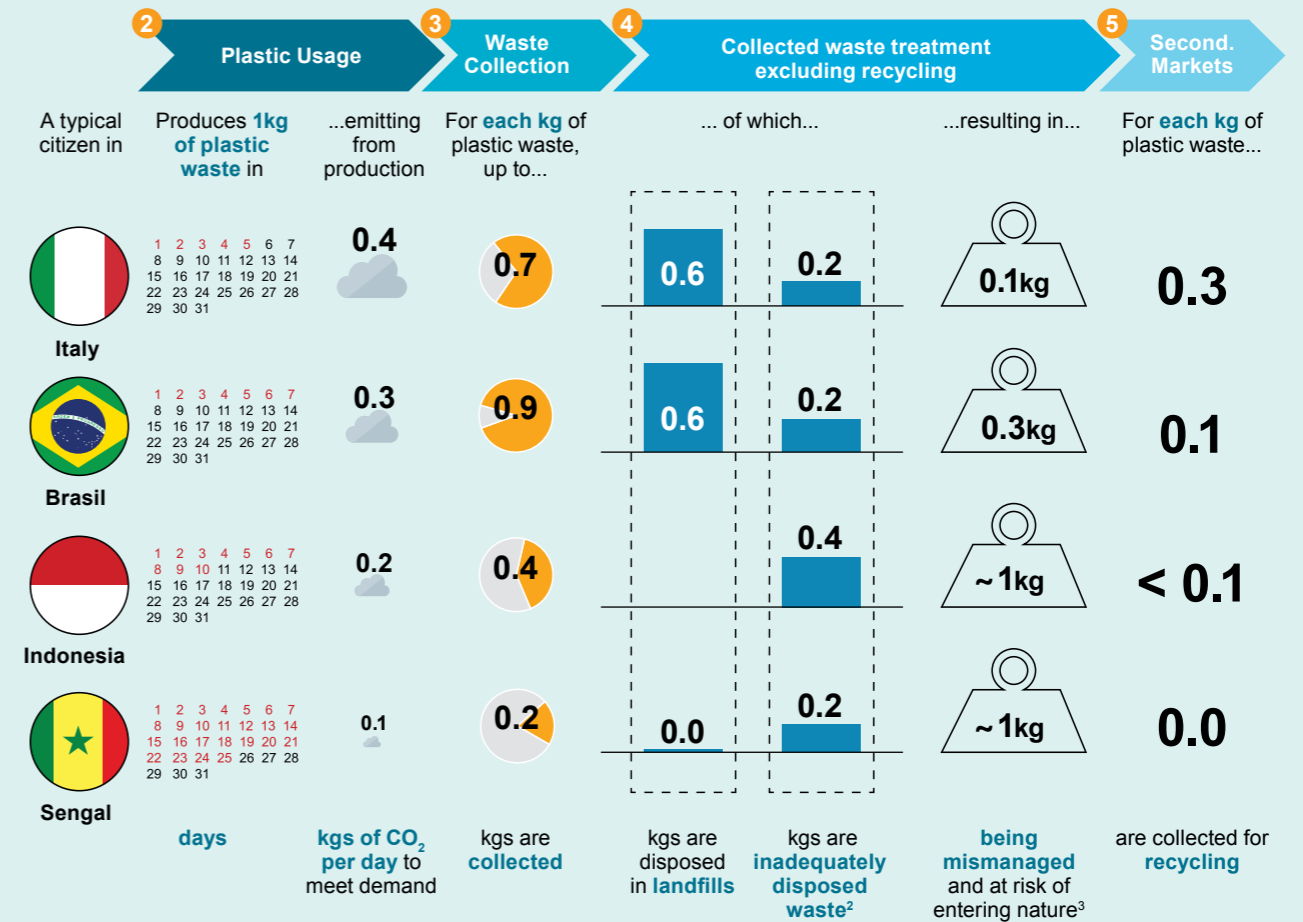 2
Plastic Usage
3
Waste
Collection
4
Collected waste treatment
excluding recycling
5
Second.
Markets
A typical
citizen in
Produces 1kg
of plastic
waste in
...emitting
from
production
For each kg of
plastic waste,
up to...
... of which...
...resulting in...
For each kg of
plastic waste...
Italy
1 2 3 4 5 6 7
8 9 10 11 12 13 14
15 16 17 18 19 20 21
22 23 24 25 26 27 28
29 30 31
0.4
0.7
0.6
0.2
0.1kg
0.3
Brasil
1 2 3 4 5 6 7
8 9 10 11 12 13 14
15 16 17 18 19 20 21
22 23 24 25 26 27 28
29 30 31
0.3
0.9
0.6
0.2
0.3kg
0.1
Indonesia
1 2 3 4 5 6 7
8 9 10 11 12 13 14
15 16 17 18 19 20 21
22 23 24 25 26 27 28
29 30 31
0.2
0.4
0.4
~ 1kg
< 0.1
Sengal
1 2 3 4 5 6 7
8 9 10 11 12 13 14
15 16 17 18 19 20 21
22 23 24 25 26 27 28
29 30 31
0.1
0.2
0.0
0.2
~ 1kg
0.0
days
kgs of CO₂
per day to
meet demand
kgs are
collected
kgs are
disposed
in landfills
kgs are
inadequately
disposed
waste²
being
mismanaged
and at risk of
entering nature³
are collected for
recycling